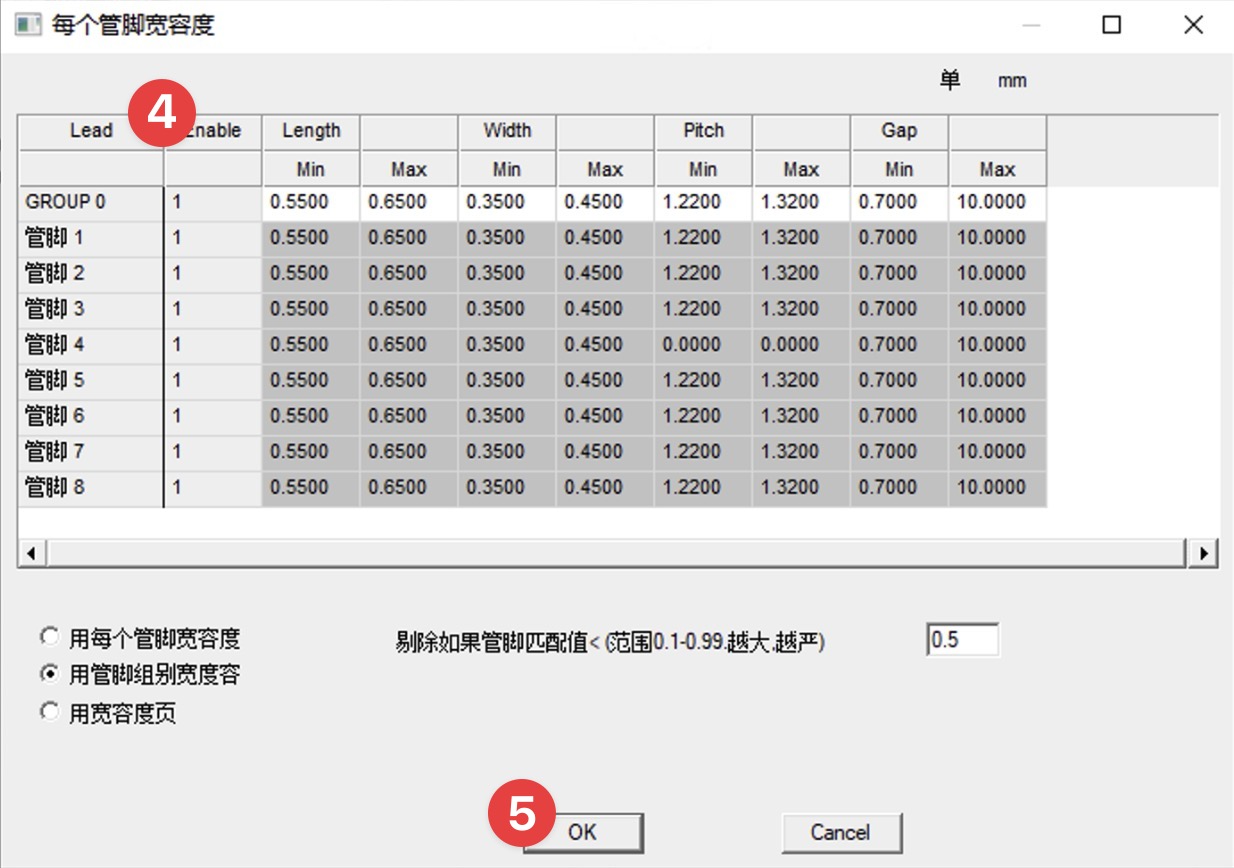 每个管脚宽容度
单 mm
4
Lead Enable Length Width Pitch Gap
Min Max Min Max Min Max Min Max
GROUP 0 1 0.5500 0.6500 0.3500 0.4500 1.2200 1.3200 0.7000 10.0000
管脚 1 1 0.5500 0.6500 0.3500 0.4500 1.2200 1.3200 0.7000 10.0000
管脚 2 1 0.5500 0.6500 0.3500 0.4500 1.2200 1.3200 0.7000 10.0000
管脚 3 1 0.5500 0.6500 0.3500 0.4500 1.2200 1.3200 0.7000 10.0000
管脚 4 1 0.5500 0.6500 0.3500 0.4500 0.0000 0.0000 0.7000 10.0000
管脚 5 1 0.5500 0.6500 0.3500 0.4500 1.2200 1.3200 0.7000 10.0000
管脚 6 1 0.5500 0.6500 0.3500 0.4500 1.2200 1.3200 0.7000 10.0000
管脚 7 1 0.5500 0.6500 0.3500 0.4500 1.2200 1.3200 0.7000 10.0000
管脚 8 1 0.5500 0.6500 0.3500 0.4500 1.2200 1.3200 0.7000 10.0000
用每个管脚宽容度 剔除如果管脚匹配值< (范围0.1-0.99.越大,越严) 0.5
用管脚组别宽度容
用宽容度页
5 OK Cancel